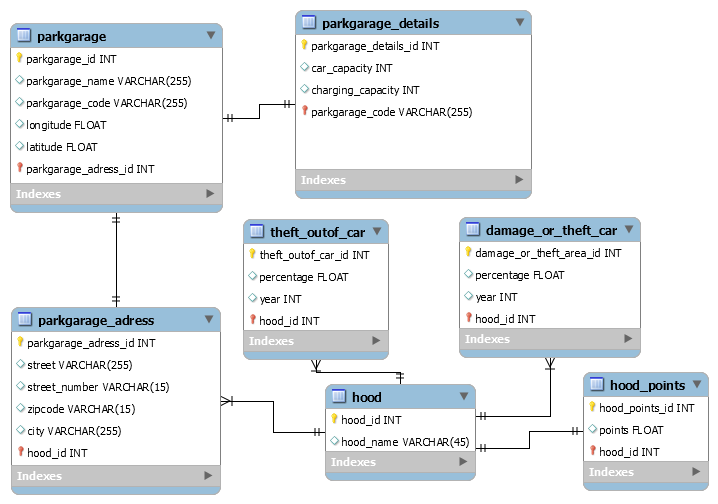 parkgarage
parkgarage_id INT
parkgarage_name VARCHAR(255)
parkgarage_code VARCHAR(255)
longitude FLOAT
latitude FLOAT
parkgarage_adress_id INT
Indexes
parkgarage_details
parkgarage_details_id INT
car_capacity INT
charging_capacity INT
parkgarage_code VARCHAR(255)
Indexes
theft_outof_car
theft_outof_car_id INT
percentage FLOAT
year INT
hood_id INT
Indexes
damage_or_theft_car
damage_or_theft_area_id INT
percentage FLOAT
year INT
hood_id INT
Indexes
parkgarage_adress
parkgarage_adress_id INT
street VARCHAR(255)
street_number VARCHAR(15)
zipcode VARCHAR(15)
city VARCHAR(255)
hood_id INT
Indexes
hood
hood_id INT
hood_name VARCHAR(45)
Indexes
hood_points
hood_points_id INT
points FLOAT
hood_id INT
Indexes